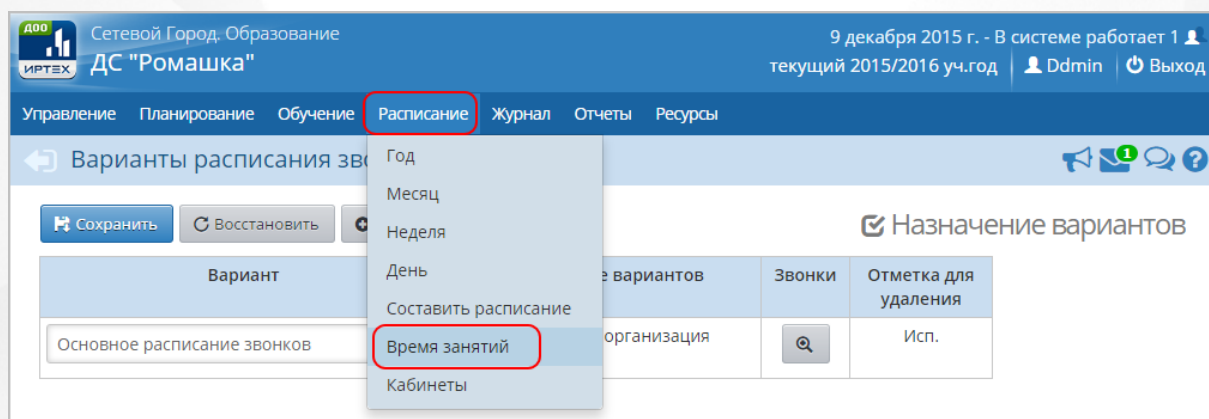 ДОО
ИРТЕХ
Сетевой Город. Образование
ДС "Ромашка"
9 декабря 2015 г. - В системе работает 1
текущий 2015/2016 уч.год Ddmin Выход
Управление Планирование Обучение Расписание Журнал Отчеты Ресурсы
Варианты расписания зво
1
Сохранить Восстановить
Назначение вариантов
Год
Месяц
Неделя
День
Составить расписание
Время занятий
Кабинеты
Вариант вариантов Звонки Отметка для
удаления
Основное расписание звонков организация Исп.